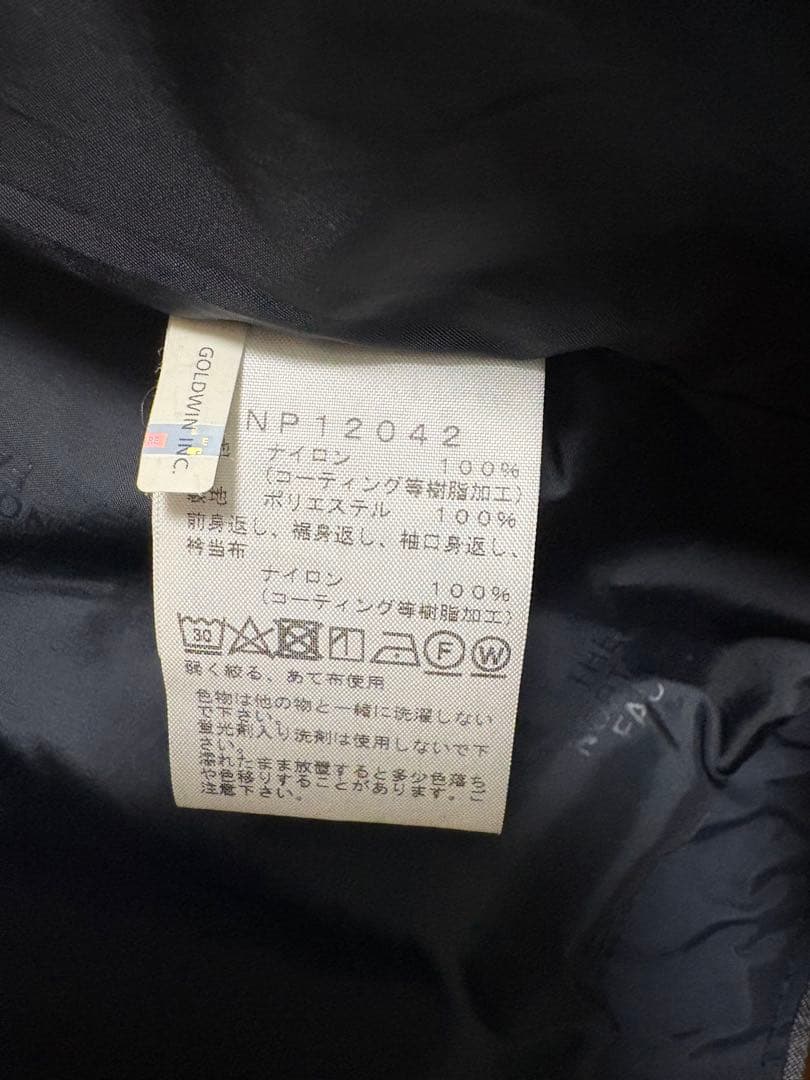 GOLDWIN INC.
NP12042
ナイロン 100%
(コーティング等樹脂加工)
地 ポリエステル 100%
前身返し、裾身返し、袖口身返し、
衿当布
ナイロン 100%
(コーティング等樹脂加工)
30
F
W
弱く絞る、あて布使用
色物は他の物と一緒に洗濯しない
で下さい。
蛍光剤入り洗剤は使用しないで下
さい。
濡れたまま放置すると多少色落ち
や色移りすることがあります。ご
注意下さい。
THE